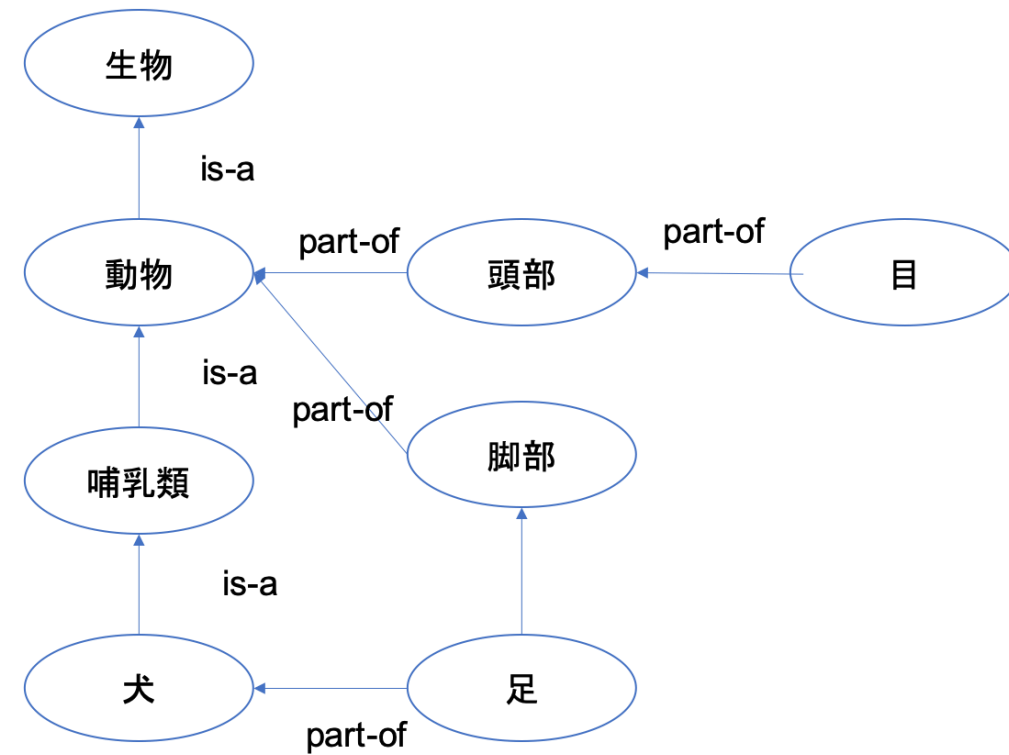 生物
is-a
動物
part-of
頭部
part-of
目
is-a
part-of
哺乳類
脚部
is-a
犬
part-of
足